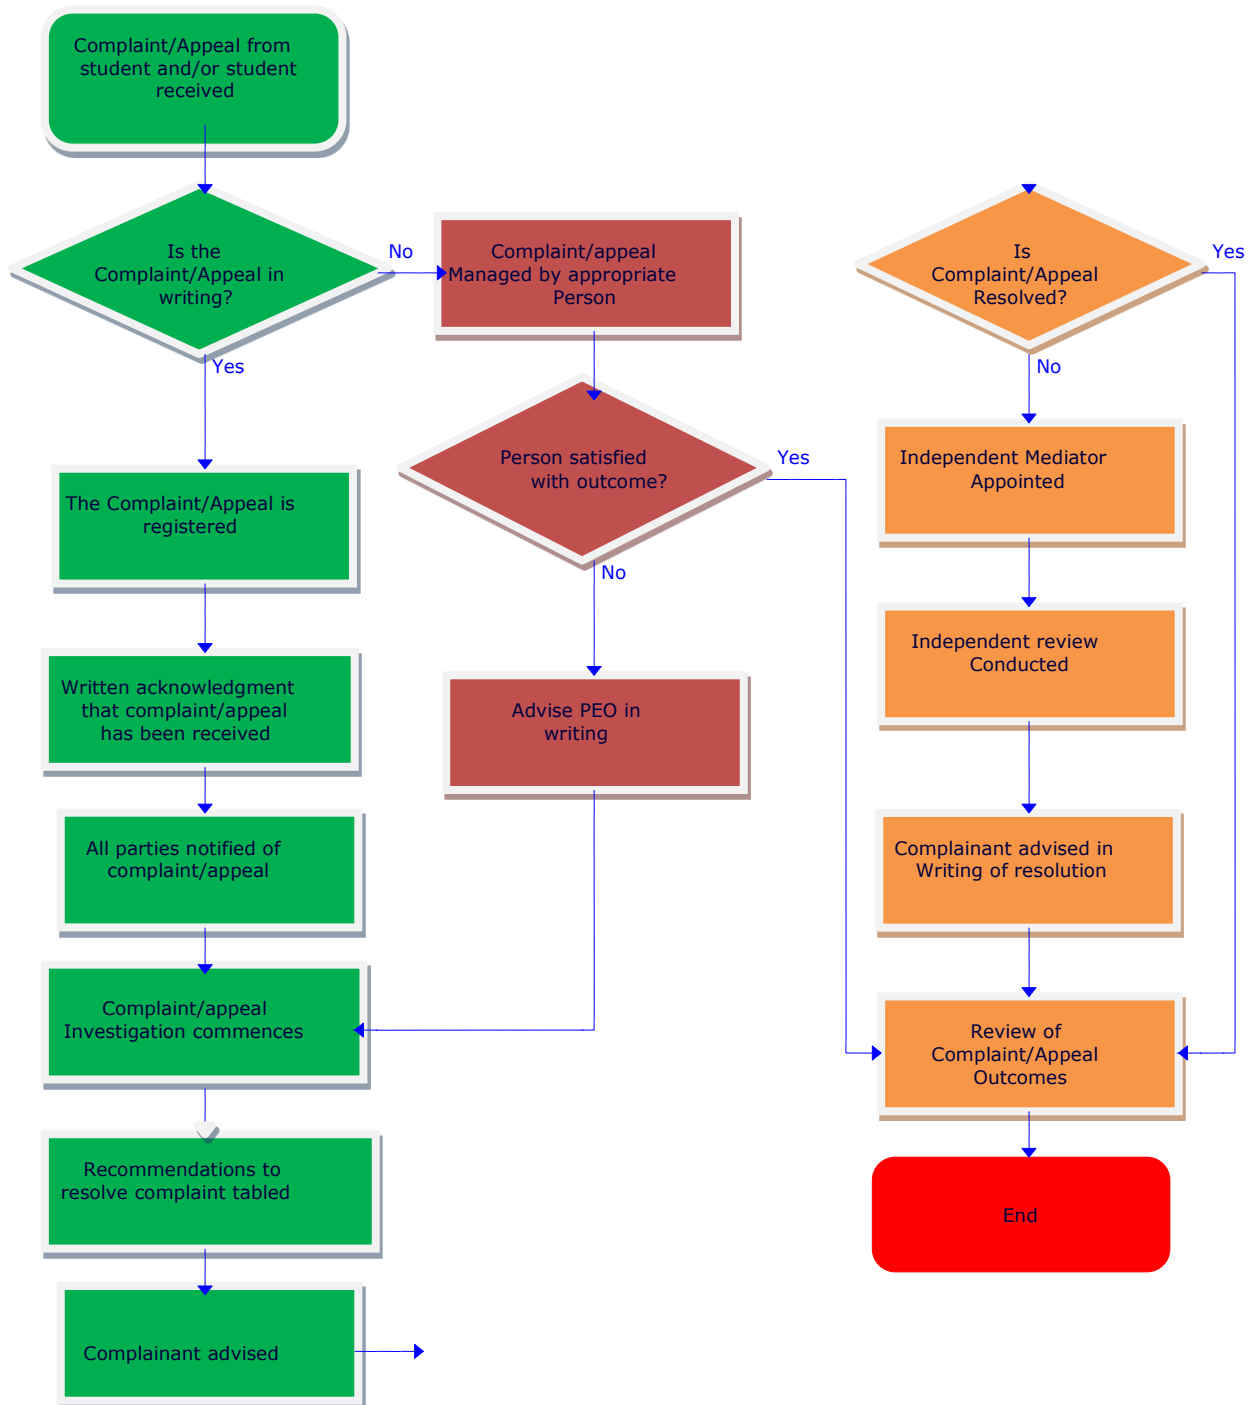 Complaint/Appeal from
student and/or student
received
Is the
Complaint/Appeal in
writing?
No
Yes
The Complaint/Appeal is
registered
Written acknowledgment
that complaint/appeal
has been received
All parties notified of
complaint/appeal
Complaint/appeal
Investigation commences
Recommendations to
resolve complaint tabled
Complainant advised
Complaint/appeal
Managed by appropriate
Person
Person satisfied
with outcome?
Yes
No
Advise PEO in
writing
Is
Complaint/Appeal
Resolved?
Yes
No
Independent Mediator
Appointed
Independent review
Conducted
Complainant advised in
Writing of resolution
Review of
Complaint/Appeal
Outcomes
End